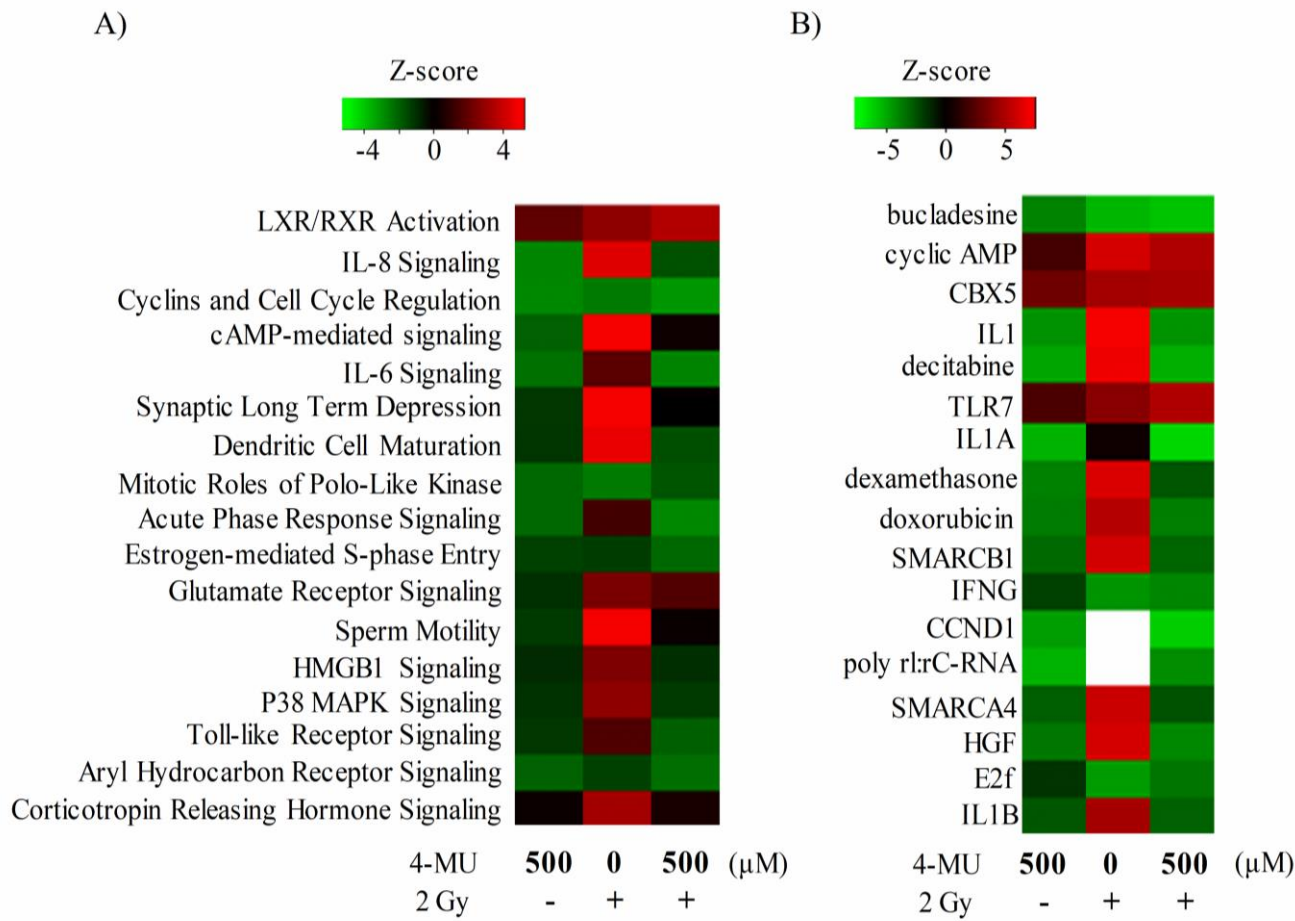 A)
Z-score
-4 0 4
LXR/RXR Activation
IL-8 Signaling
Cyclins and Cell Cycle Regulation
cAMP-mediated signaling
IL-6 Signaling
Synaptic Long Term Depression
Dendritic Cell Maturation
Mitotic Roles of Polo-Like Kinase
Acute Phase Response Signaling
Estrogen-mediated S-phase Entry
Glutamate Receptor Signaling
Sperm Motility
HMGB1 Signaling
P38 MAPK Signaling
Toll-like Receptor Signaling
Aryl Hydrocarbon Receptor Signaling
Corticotropin Releasing Hormone Signaling
4-MU 500 0 500 (μM)
2 Gy - + +
B)
Z-score
-5 0 5
bucladesine
cyclic AMP
CBX5
IL1
decitabine
TLR7
IL1A
dexamethasone
doxorubicin
SMARCB1
IFNG
CCND1
poly rI:rC-RNA
SMARCA4
HGF
E2f
IL1B
4-MU 500 0 500 (μM)
2 Gy - + +